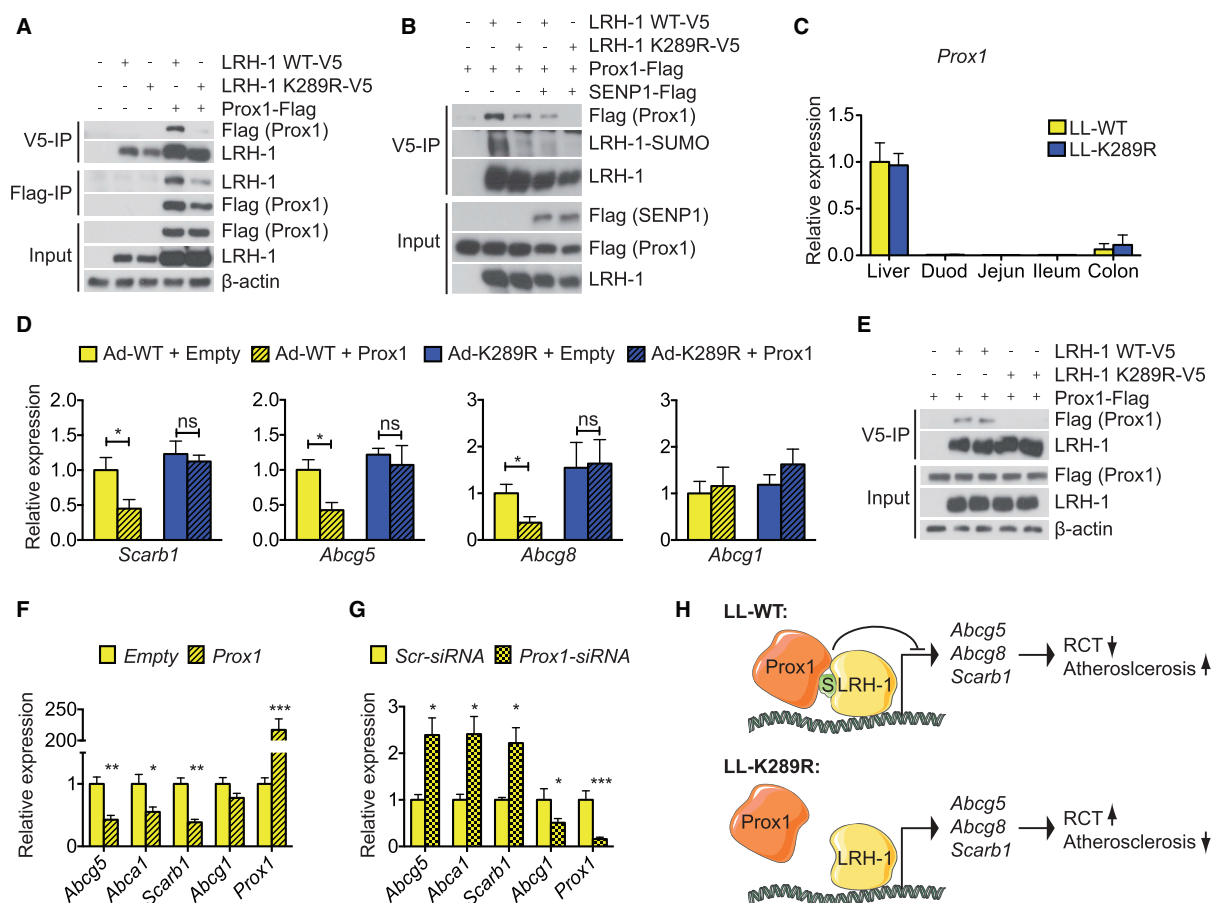 A
- + - + - LRH-1 WT-V5
- - + - + LRH-1 K289R-V5
- - - + + Prox1-Flag
V5-IP
Flag (Prox1)
LRH-1
Flag-IP
LRH-1
Flag (Prox1)
Input
Flag (Prox1)
LRH-1
β-actin
B
- + - + - LRH-1 WT-V5
- - + - + LRH-1 K289R-V5
+ + + + + Prox1-Flag
- - - + + SENP1-Flag
V5-IP
Flag (Prox1)
LRH-1-SUMO
LRH-1
Input
Flag (SENP1)
Flag (Prox1)
LRH-1
C
Prox1
Relative expression
1.5
1.0
0.5
0.0
LL-WT
LL-K289R
Liver Duod Jejun Ileum Colon
D
Ad-WT + Empty Ad-WT + Prox1 Ad-K289R + Empty Ad-K289R + Prox1
Relative expression
2.0
1.5
1.0
0.5
0.0
* ns
Scarb1
2.0
1.5
1.0
0.5
0.0
* ns
Abcg5
3
2
1
0
* ns
Abcg8
3
2
1
0
Abcg1
E
- + + - - LRH-1 WT-V5
- - - + + LRH-1 K289R-V5
+ + + + + Prox1-Flag
V5-IP
Flag (Prox1)
LRH-1
Input
Flag (Prox1)
LRH-1
β-actin
F
Empty Prox1
Relative expression
250
200
1
0
** * ** ***
Abcg5 Abca1 Scarb1 Abcg1 Prox1
G
Scr-siRNA Prox1-siRNA
Relative expression
3
2
1
0
* * * * ***
Abcg5 Abca1 Scarb1 Abcg1 Prox1
H
LL-WT:
Prox1
S
LRH-1
Abcg5
Abcg8
Scarb1
RCT
Atheroslcerosis
LL-K289R:
Prox1
LRH-1
Abcg5
Abcg8
Scarb1
RCT
Atherosclerosis